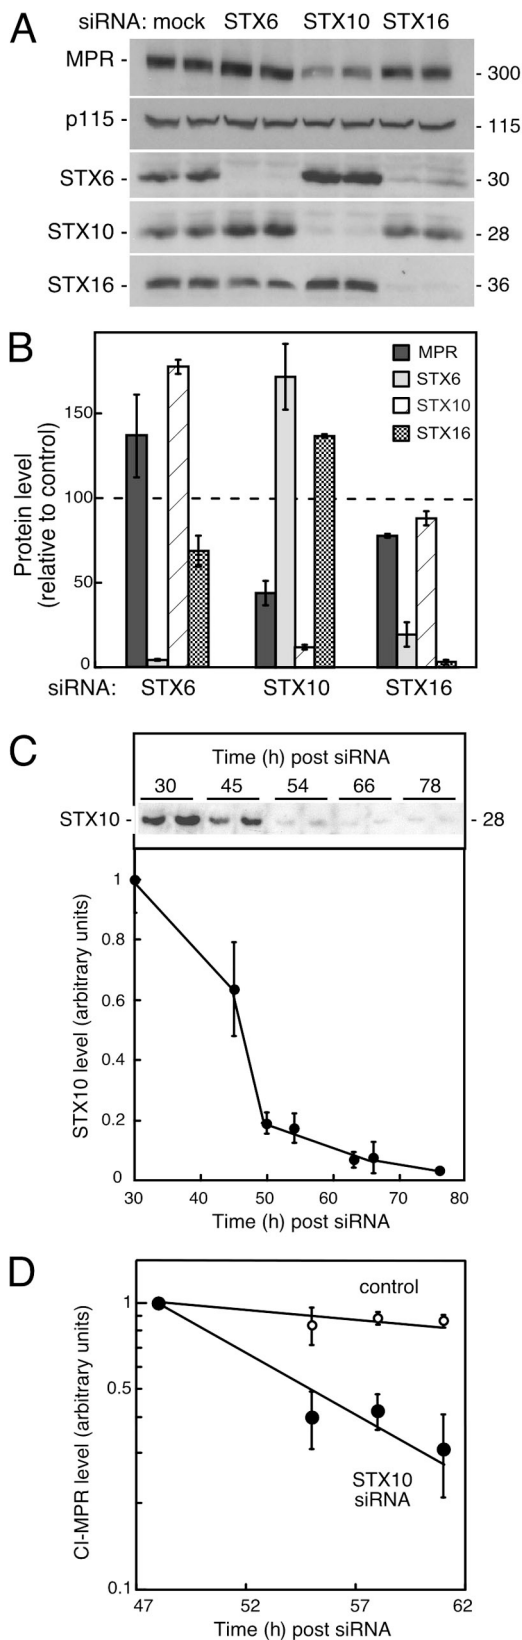 A
siRNA: mock STX6 STX10 STX16
MPR - - 300
p115 - - 115
STX6 - - 30
STX10 - - 28
STX16 - - 36
B
MPR
STX6
STX10
STX16
Protein level
(relative to control)
150
100
50
0
siRNA: STX6 STX10 STX16
C
Time (h) post siRNA
30 45 54 66 78
STX10 - - 28
STX10 level (arbitrary units)
1
0.8
0.6
0.4
0.2
0
30 40 50 60 70 80
Time (h) post siRNA
D
CI-MPR level (arbitrary units)
control
1
0.5
STX10
siRNA
0.1
47 52 57 62
Time (h) post siRNA